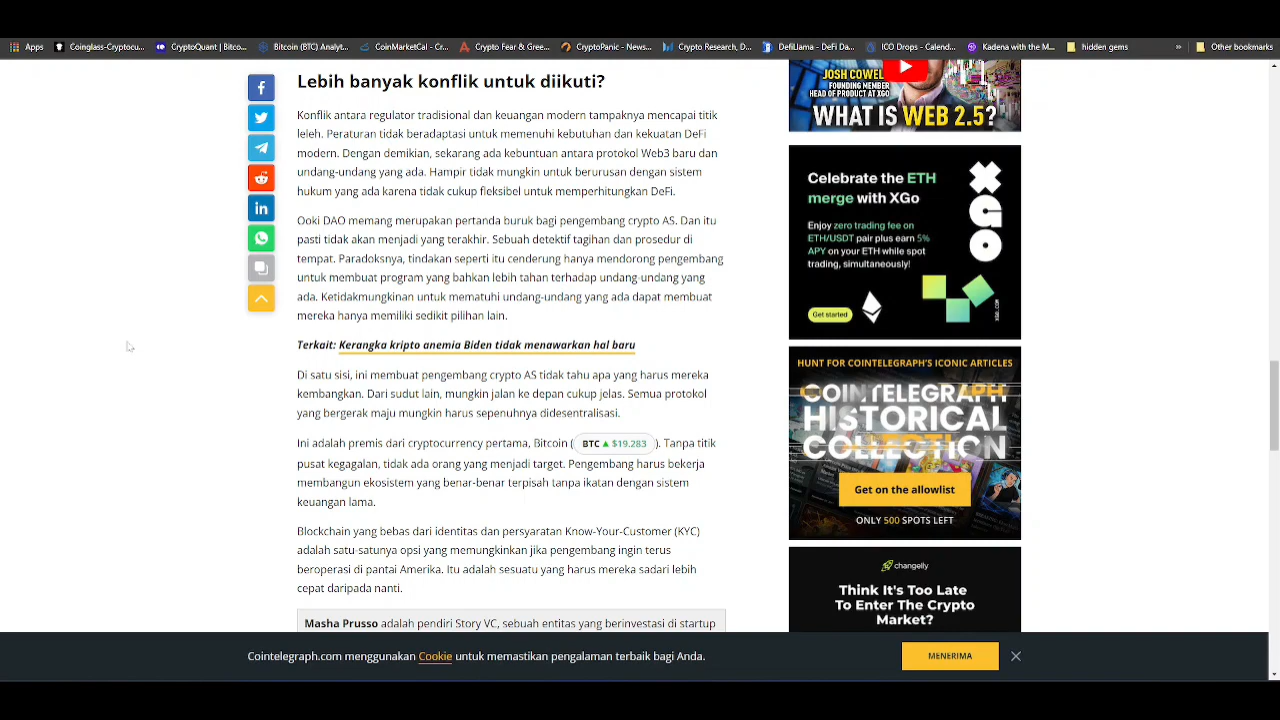 Apps
Coinglass-Cryptocu...
CryptoQuant | Bitco...
Bitcoin (BTC) Analyt...
CoinMarketCal - Cr...
Crypto Fear & Gree...
CryptoPanic - News...
Crypto Research, D...
DefiLlama - DeFi Da...
ICO Drops - Calend...
Kadena with the M...
hidden gems
»
Other bookmarks
Lebih banyak konflik untuk diikuti?
Konflik antara regulator nasional dan keuangan modern tampaknya mencapai titik
leleh. Peraturan tidak beradaptasi untuk memenuhi kebutuhan dan kekuatan DeFi
modern. Dengan demikian, sekarang ada kebuntuan antara protokol Web3 baru dan
undang-undang yang ada. Hampir tidak mungkin untuk berurusan dengan sistem
hukum yang ada karena tidak cukup fleksibel untuk memperhitungkan DeFi.
Ooki DAO memang merupakan pertanda buruk bagi pengembang crypto AS. Dan itu
pasti tidak akan menjadi yang terakhir. Sebuah detektif tagihan dan prosedur di
tempat. Paradoksnya, tindakan seperti itu cenderung hanya mendorong pengembang
untuk membuat program yang bahkan lebih tahan terhadap undang-undang yang
ada. Ketidakmungkinan untuk mematuhi undang-undang yang ada dapat membuat
mereka hanya memiliki sedikit pilihan lain.
Terkait: Kerangka kripto anemia Biden tidak menawarkan hal baru
Di satu sisi, ini membuat pengembang crypto AS tidak tahu apa yang harus mereka
kembangkan. Dari sudut lain, mungkin jalan ke depan cukup jelas. Semua protokol
yang bergerak maju mungkin harus sepenuhnya didesentralisasi.
Ini adalah premis dari cryptocurrency pertama, Bitcoin ( BTC ▲ $19.283 ). Tanpa titik
pusat kegagalan, tidak ada orang yang menjadi target. Pengembang harus bekerja
membangun ekosistem yang benar-benar terpisah tanpa ikatan dengan sistem
keuangan lama.
Blockchain yang bebas dari identitas dan persyaratan Know-Your-Customer (KYC)
adalah satu-satunya opsi yang memungkinkan jika pengembang ingin terus
beroperasi di pantai Amerika. Itu adalah sesuatu yang harus mereka sadari lebih
cepat daripada nanti.
Masha Prusso adalah pendiri Story VC, sebuah entitas yang berinvestasi di startup
JOSH COWEL
FOUNDING MEMBER
HEAD OF PRODUCT AT XGO
WHAT IS WEB 2.5?
Celebrate the ETH
merge with XGo
XGO
Enjoy zero trading fee on
ETH/USDT pair plus earn 5%
APY on your ETH while spot
trading, simultaneously!
Get started
XGO.COM
HUNT FOR COINTELEGRAPH'S ICONIC ARTICLES
COINTELEGRAPH
HISTORICAL
COLLECTION
Get on the allowlist
ONLY 500 SPOTS LEFT
changelly
Think It's Too Late
To Enter The Crypto
Market?
Cointelegraph.com menggunakan Cookie untuk memastikan pengalaman terbaik bagi Anda.
MENERIMA